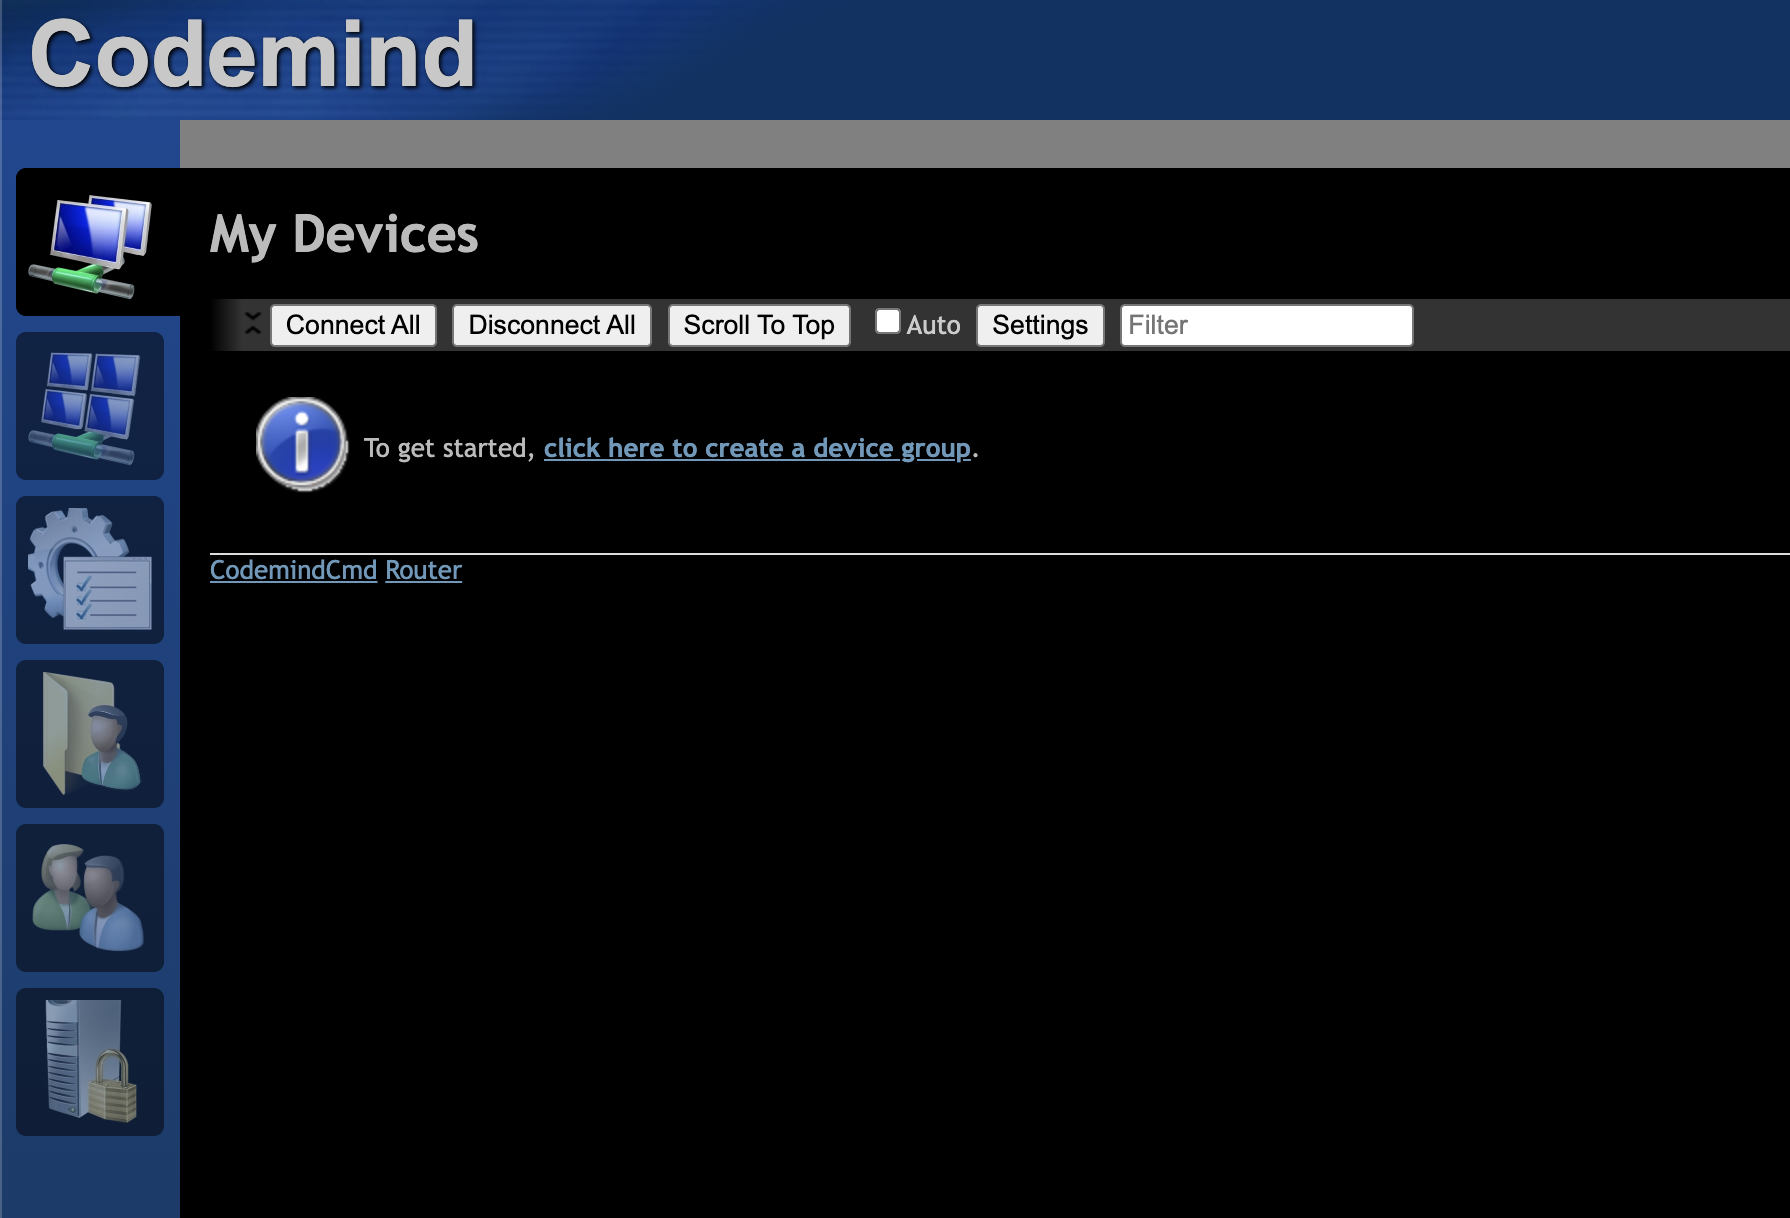 Codemind
My Devices
Connect All Disconnect All Scroll To Top Auto Settings Filter
To get started, click here to create a device group.
CodemindCmd Router